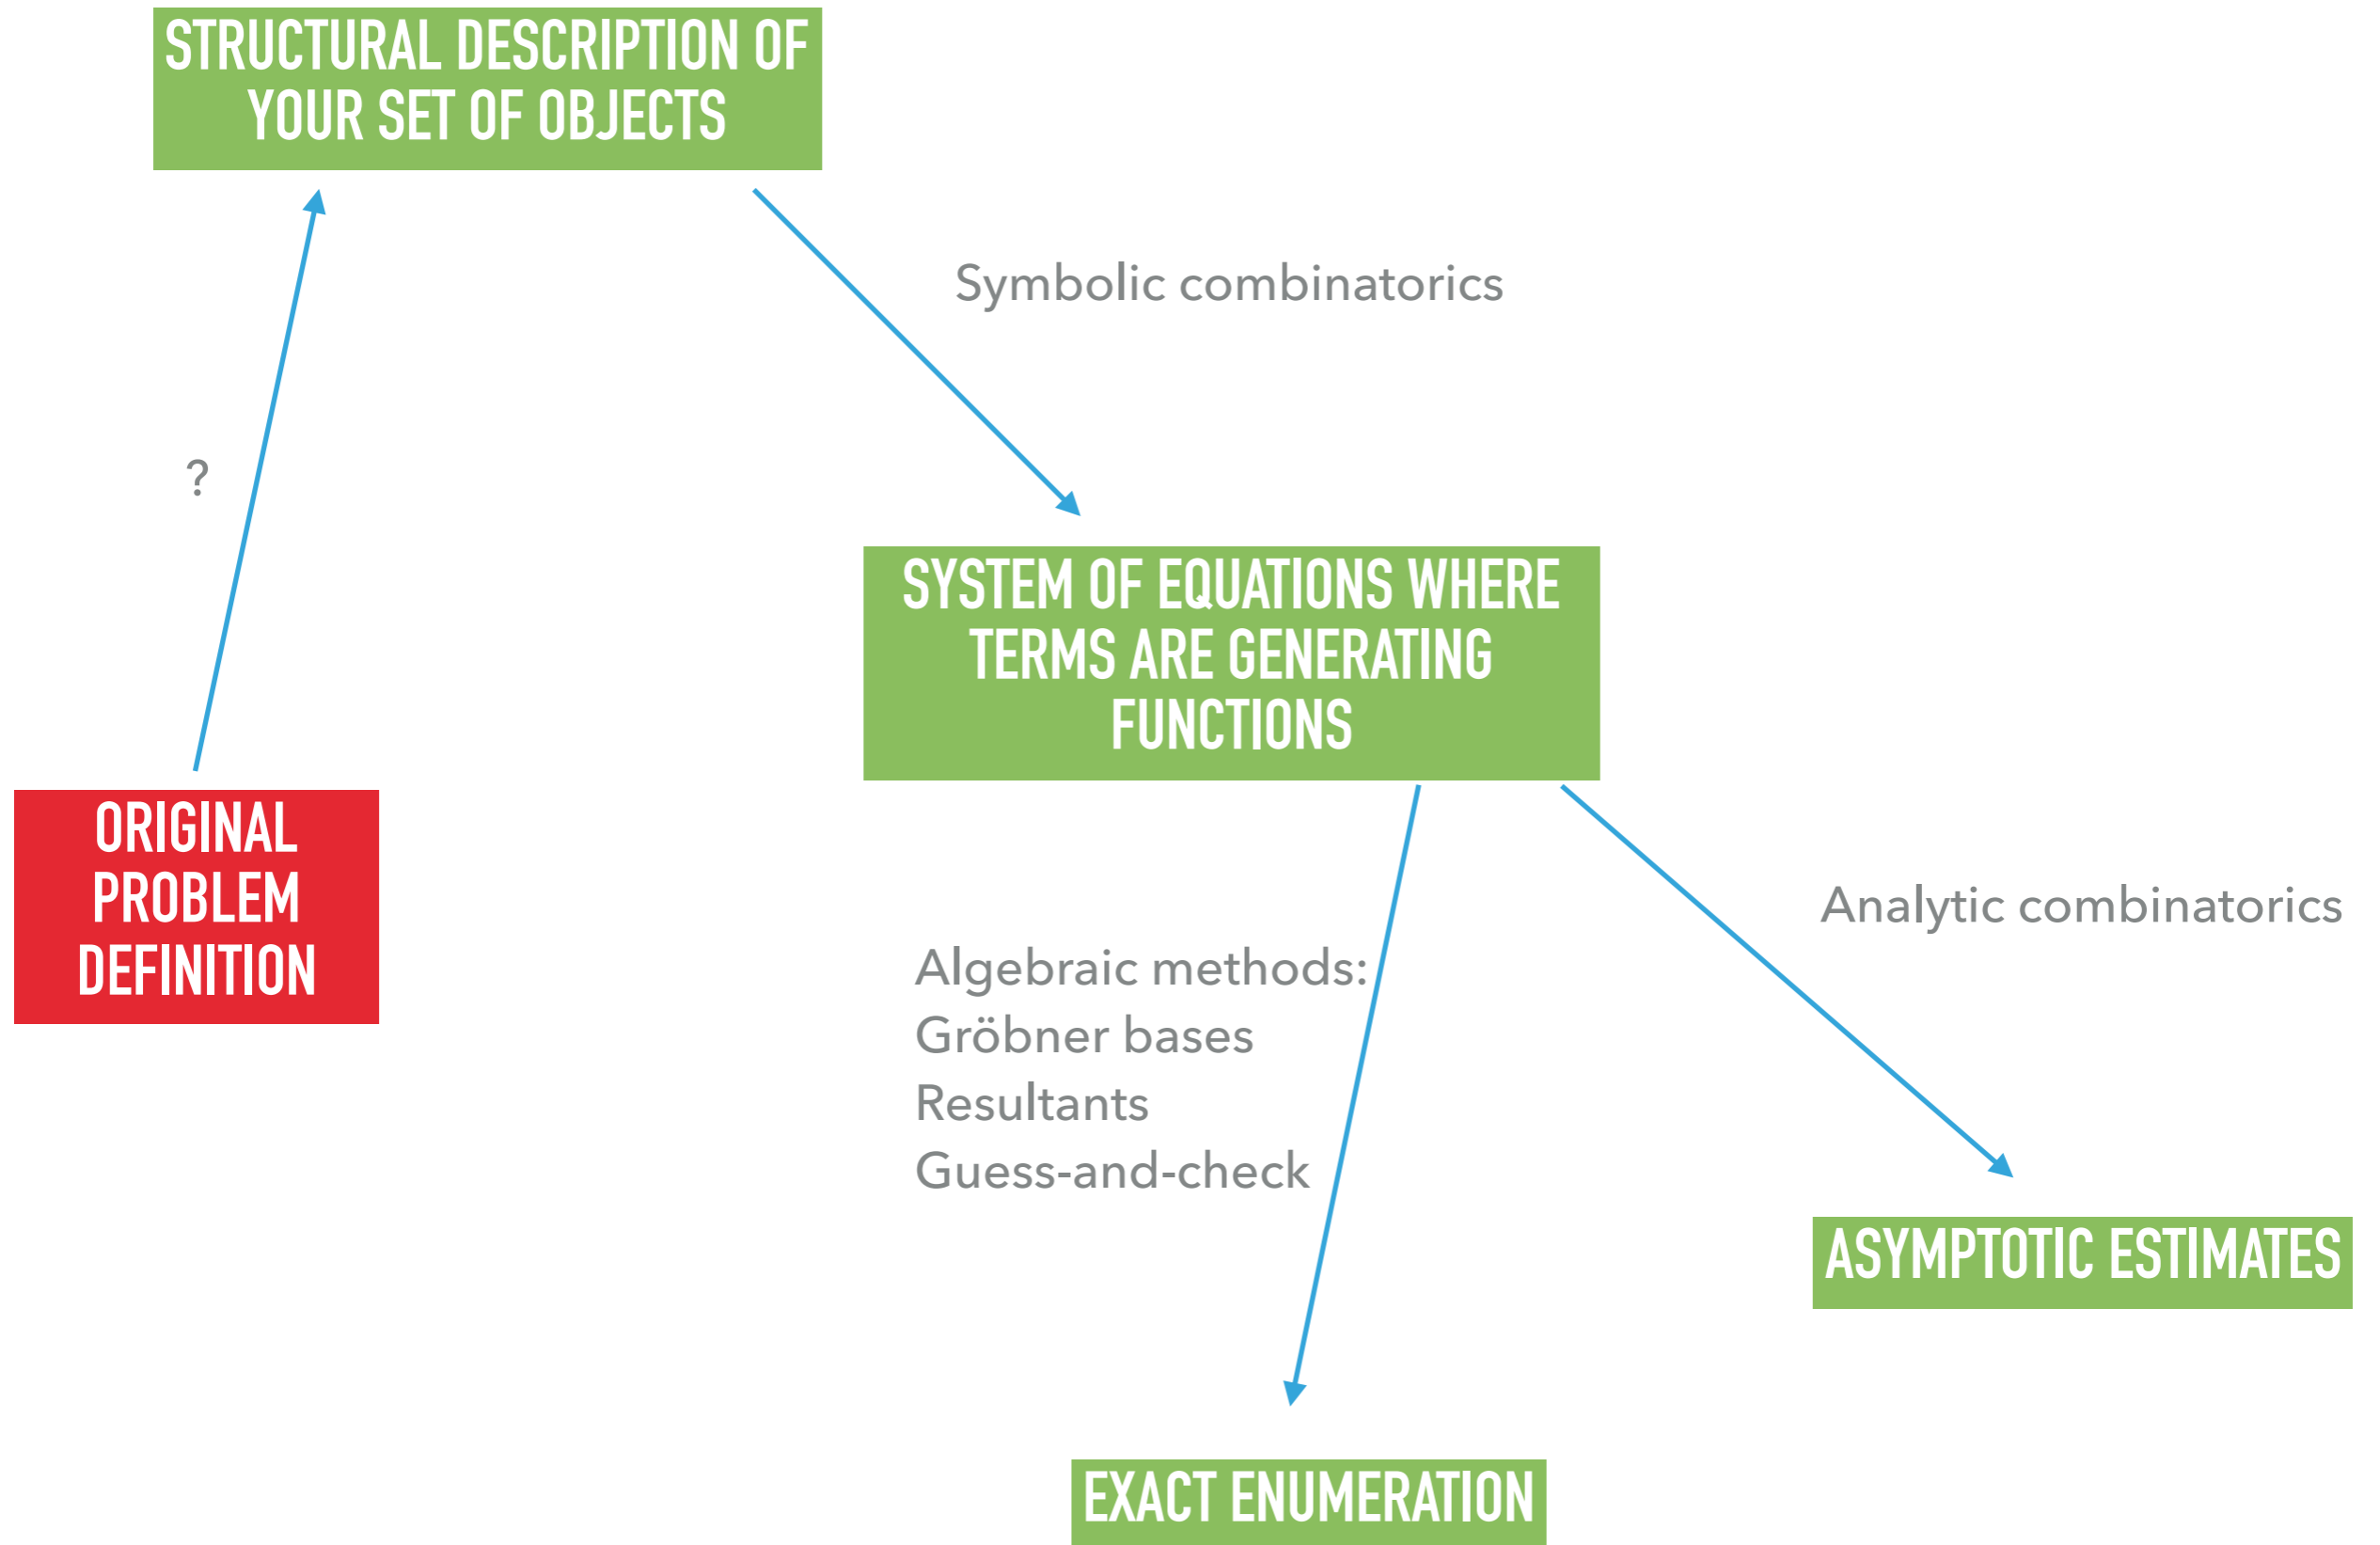 STRUCTURAL DESCRIPTION OF
YOUR SET OF OBJECTS
Symbolic combinatorics
?
SYSTEM OF EQUATIONS WHERE
TERMS ARE GENERATING
FUNCTIONS
ORIGINAL
PROBLEM
DEFINITION
Analytic combinatorics
Algebraic methods:
Gröbner bases
Resultants
Guess-and-check
ASYMPTOTIC ESTIMATES
EXACT ENUMERATION